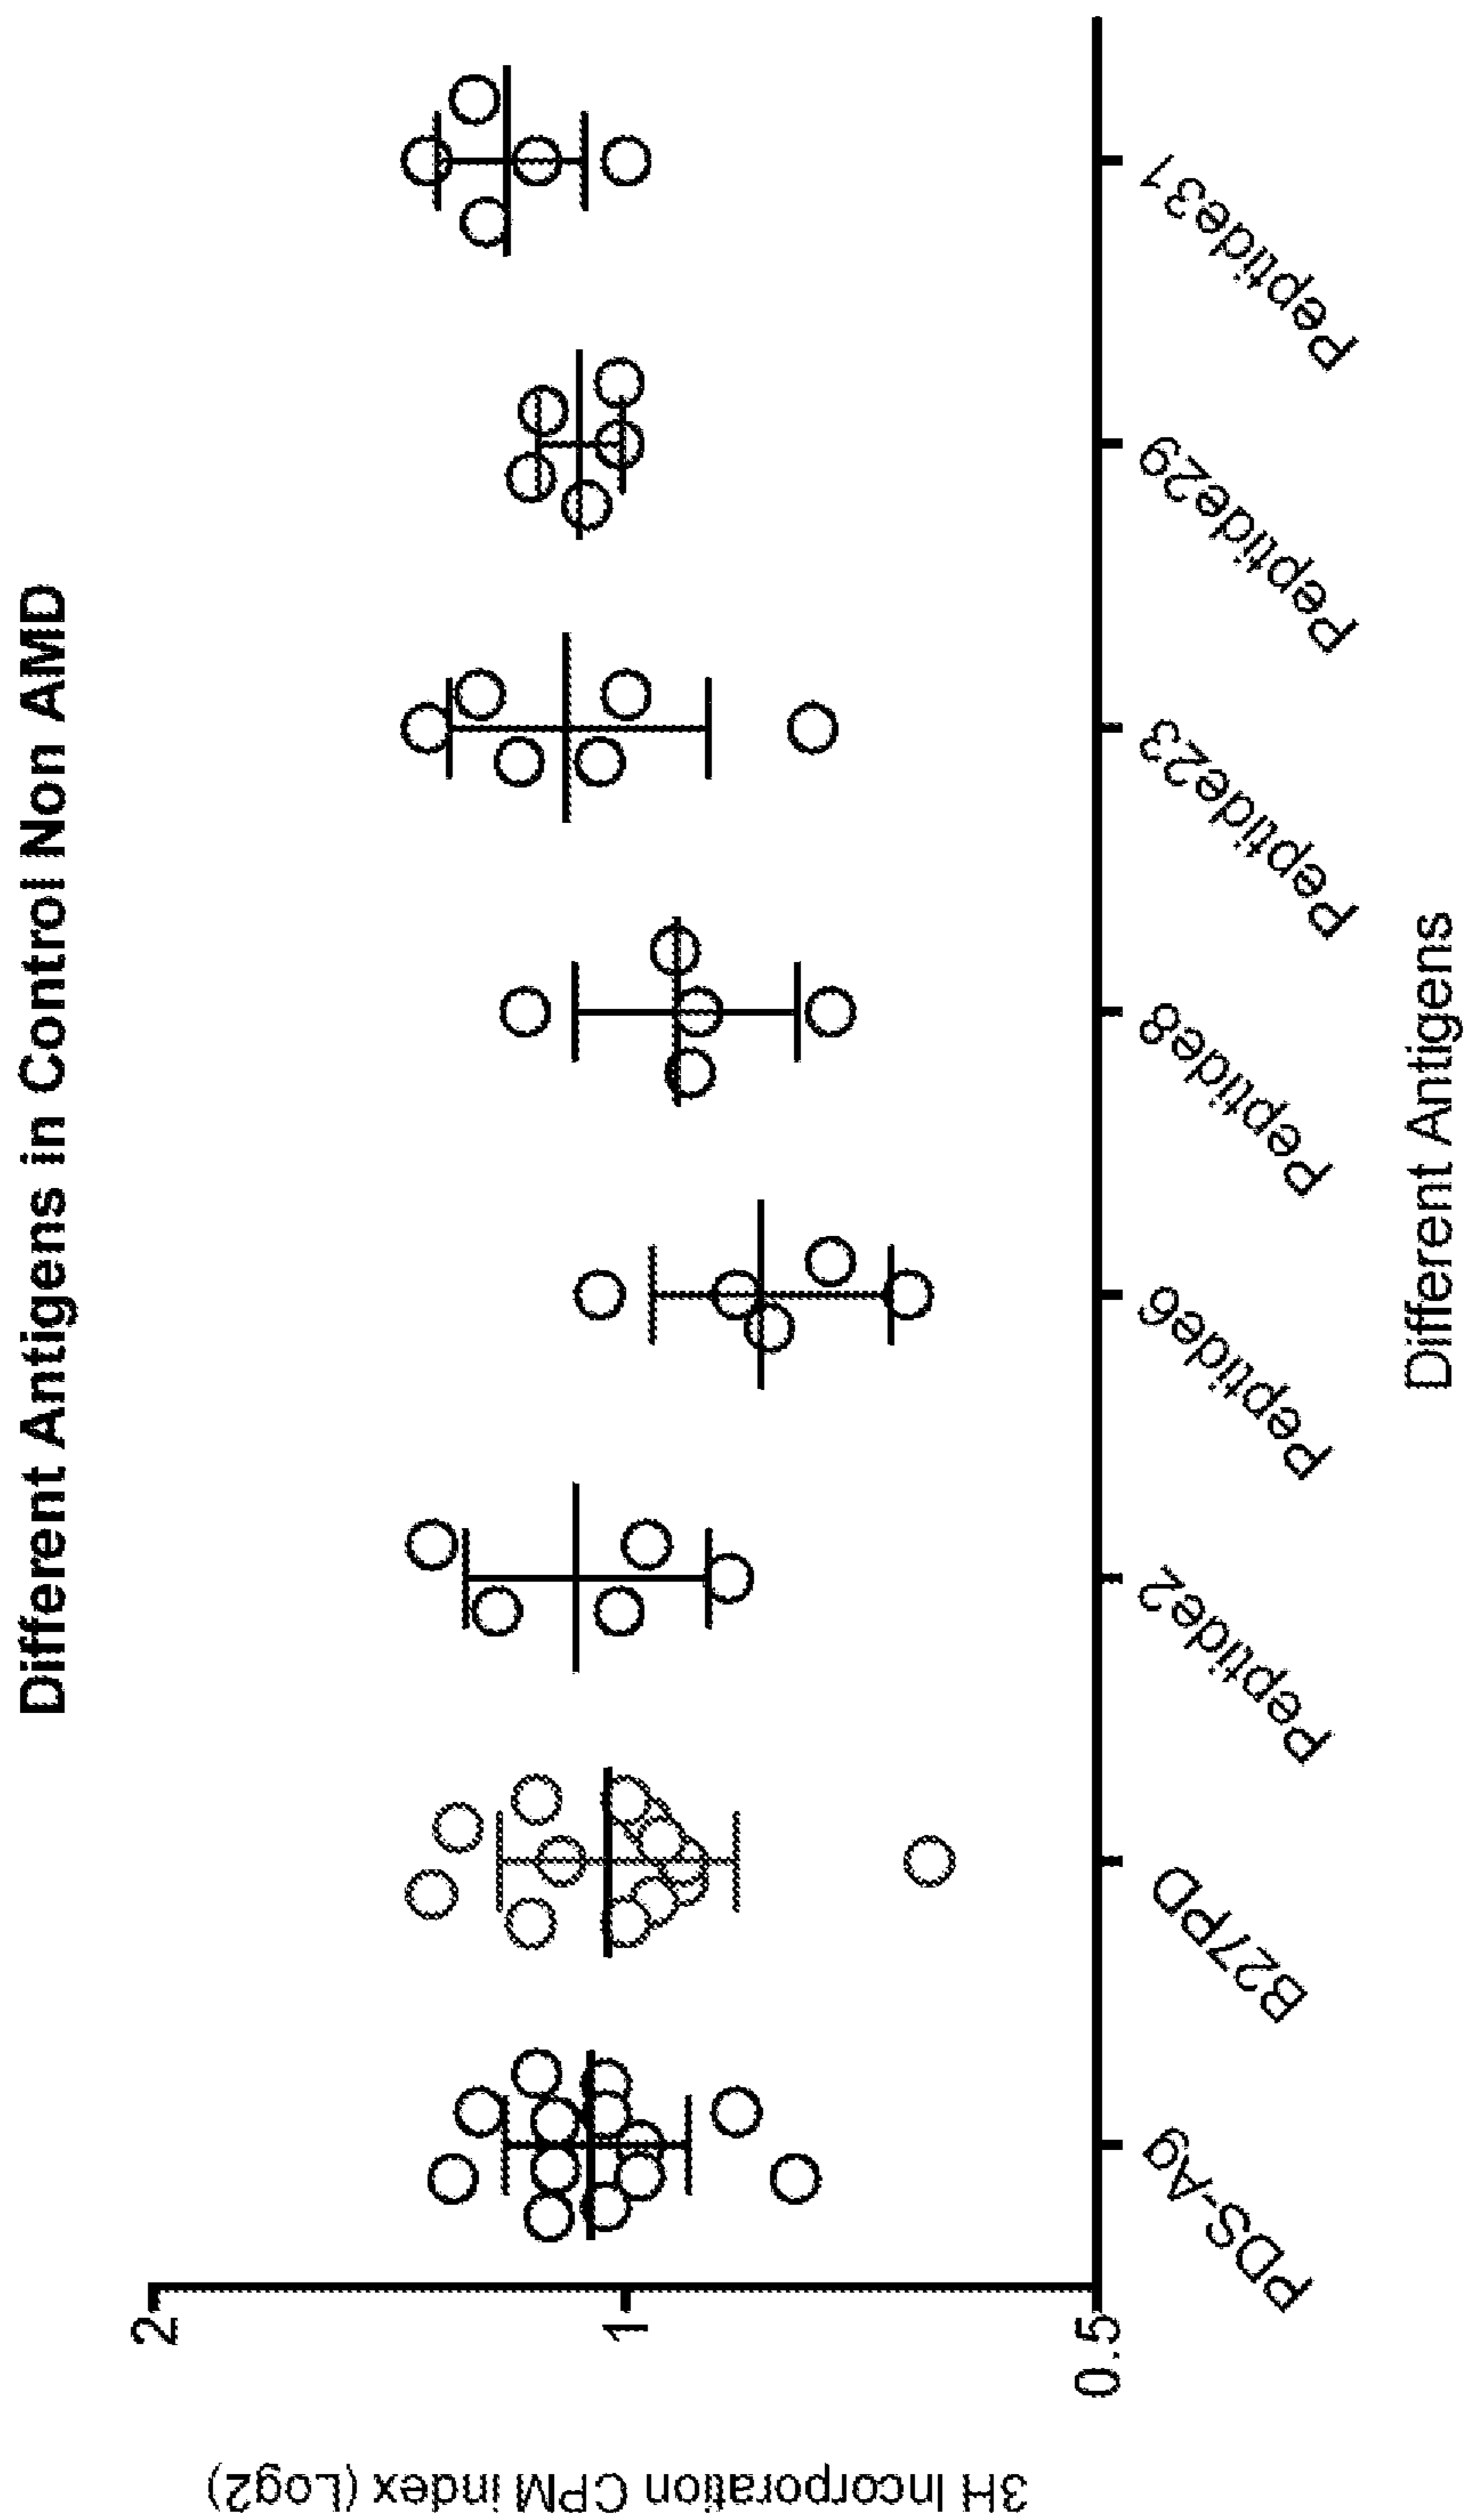 Different Antigens in Control Non AMD
3H Incorporation CPM index (Log2)
2
1
0.5
PDS-Ag
B27PD
Peptide2
Peptide6
Peptide8
Peptide23
Peptide29
Peptide31
Different Antigens